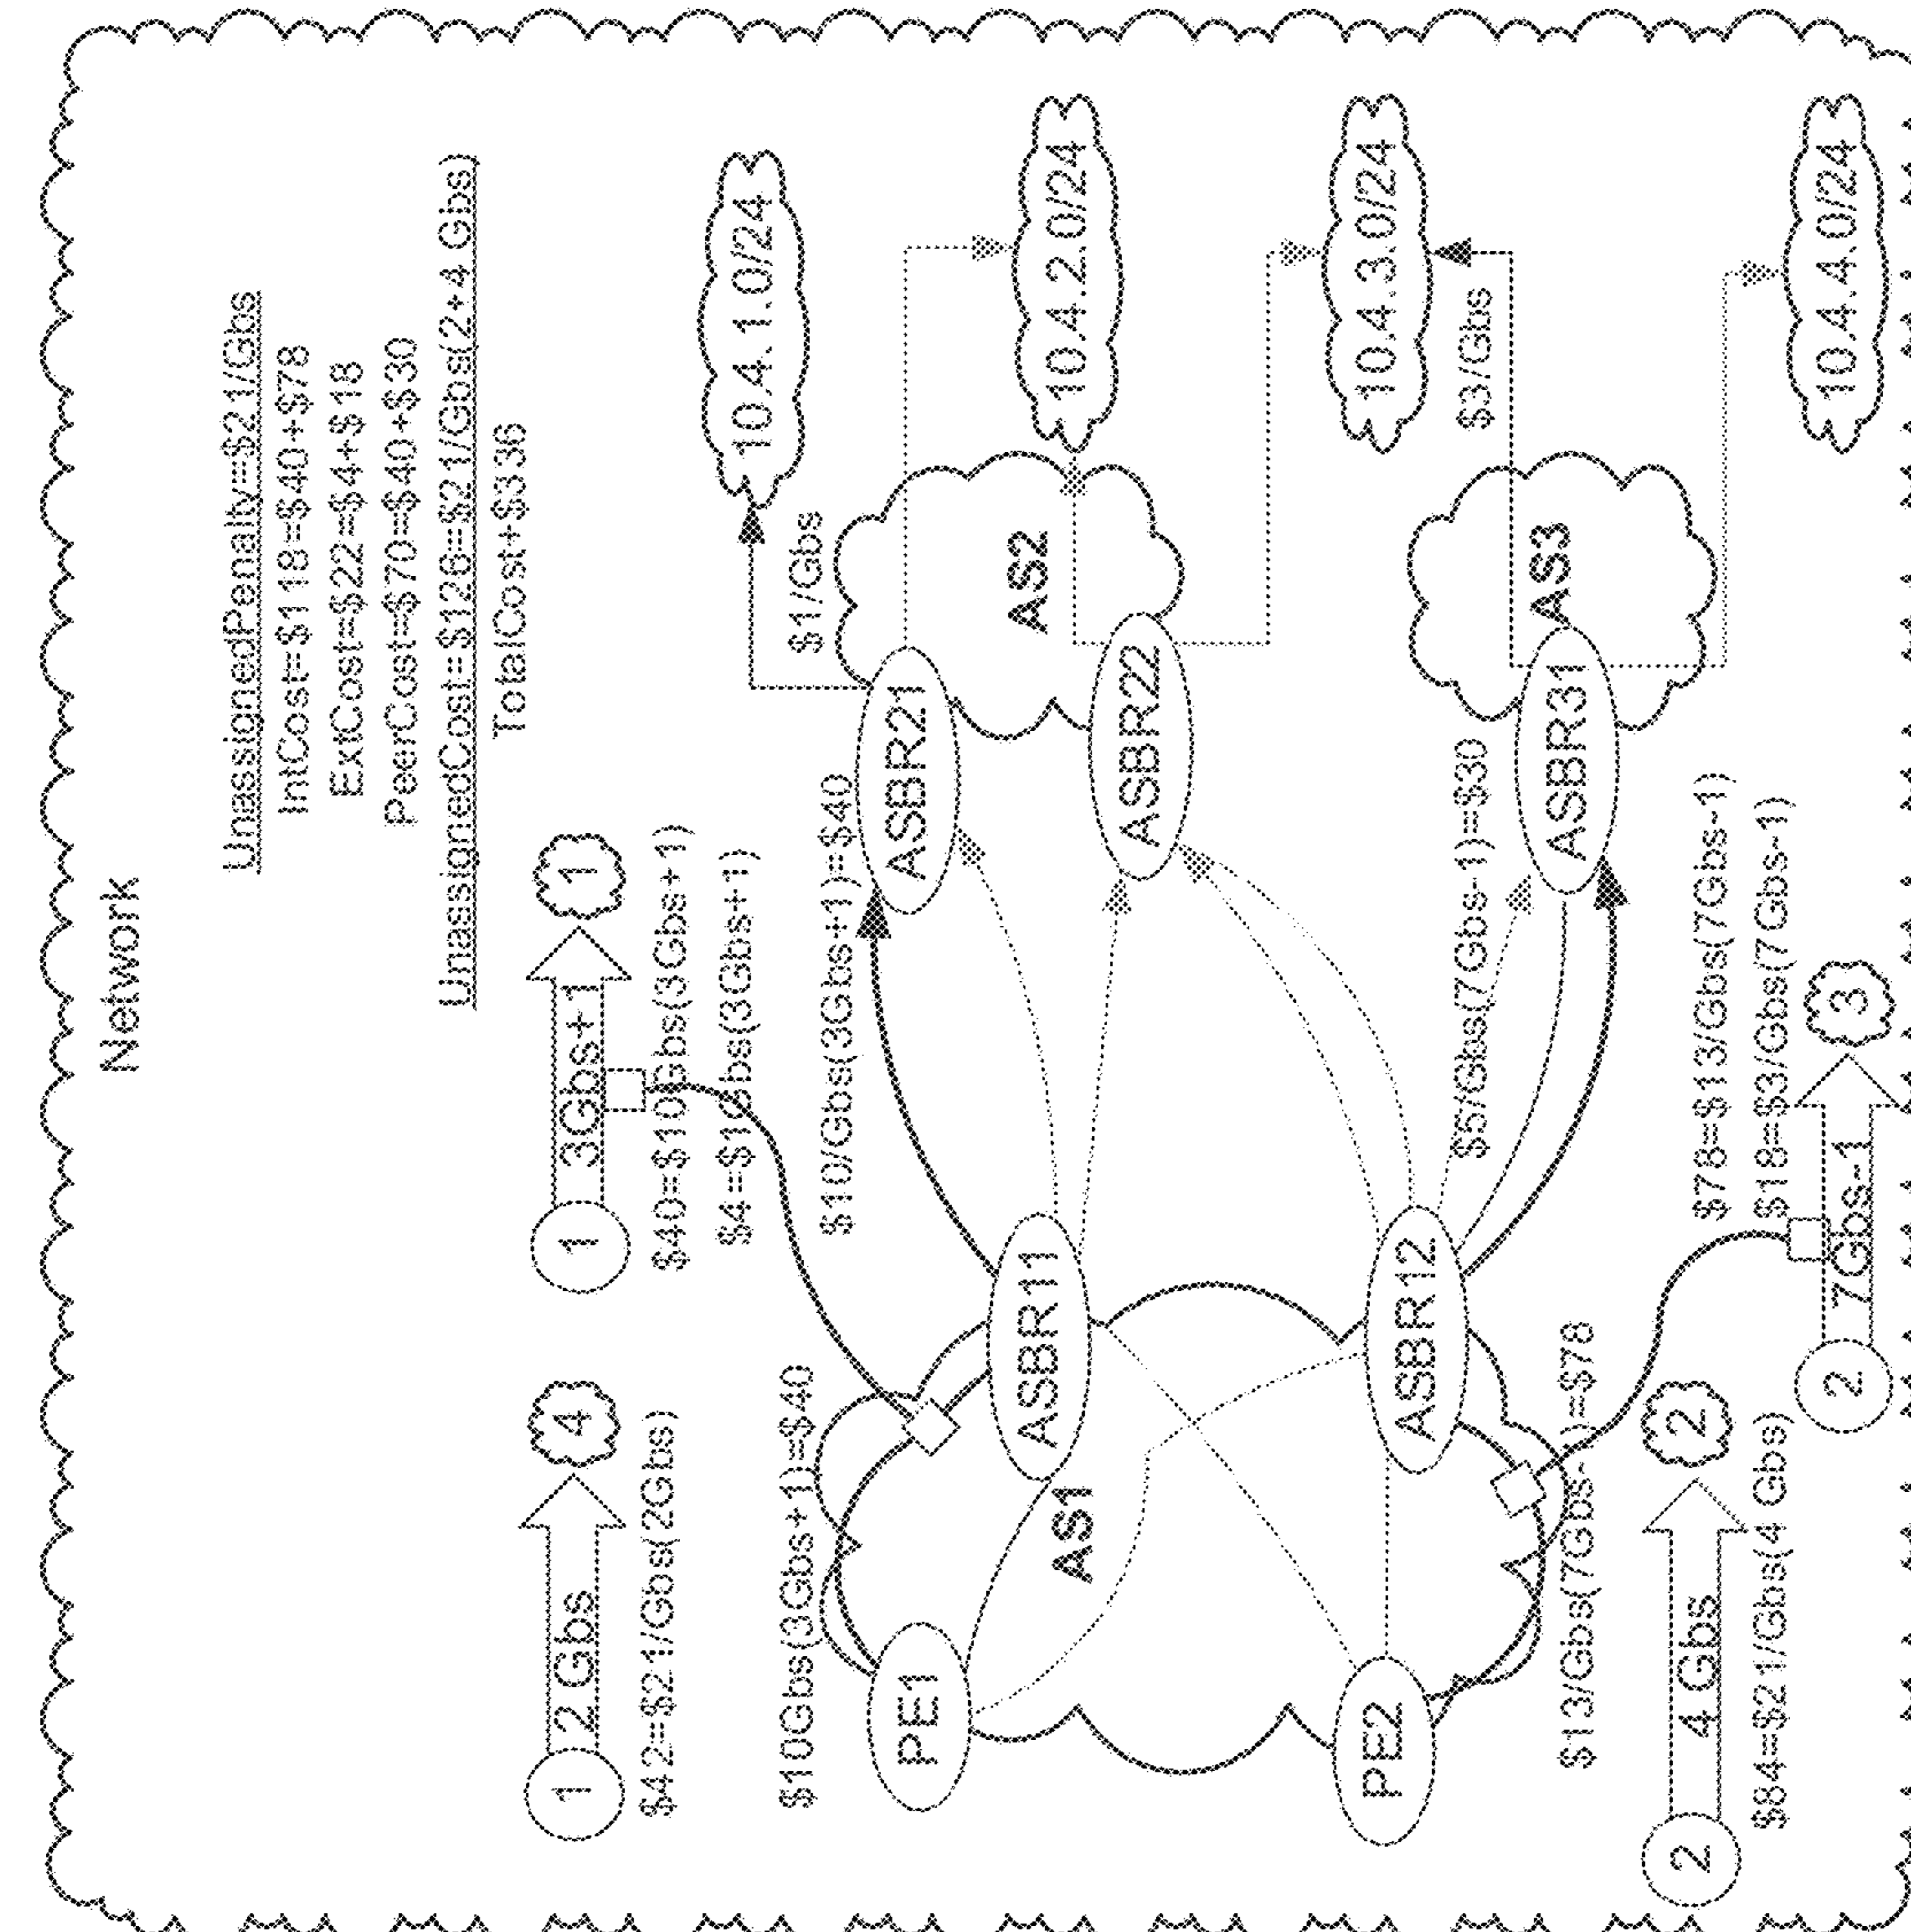 Network
UnassignedPenalty=$21/Gbs
IntCost=$118=$40+$78
ExtCost=$22=$4+$18
PeerCost=$70=$40+$30
UnassignedCost=$126=$21/Gbs(2+4 Gbs)
TotalCost+$336
1 2 Gbs 4
$42=$21/Gbs(2Gbs)
1 3Gbs+1 1
$40=$10Gbs(3Gbs+1)
$4=$1Gbs(3Gbs+1)
$10Gbs(3Gbs+1)=$40
$10/Gbs(3Gbs+1)=$40
$1/Gbs
10.4.1.0/24
PE1
ASBR11
ASBR21
AS1
AS2
10.4.2.0/24
ASBR22
10.4.3.0/24
PE2
ASBR12
$5/Gbs(7Gbs-1)=$30
$3/Gbs
ASBR31
AS3
$13/Gbs(7Gbs-1)=$78
10.4.4.0/24
2 4 Gbs 2
$84=$21/Gbs(4 Gbs)
$78=$13/Gbs(7Gbs-1)
$18=$3/Gbs(7Gbs-1)
2 7Gbs-1 3